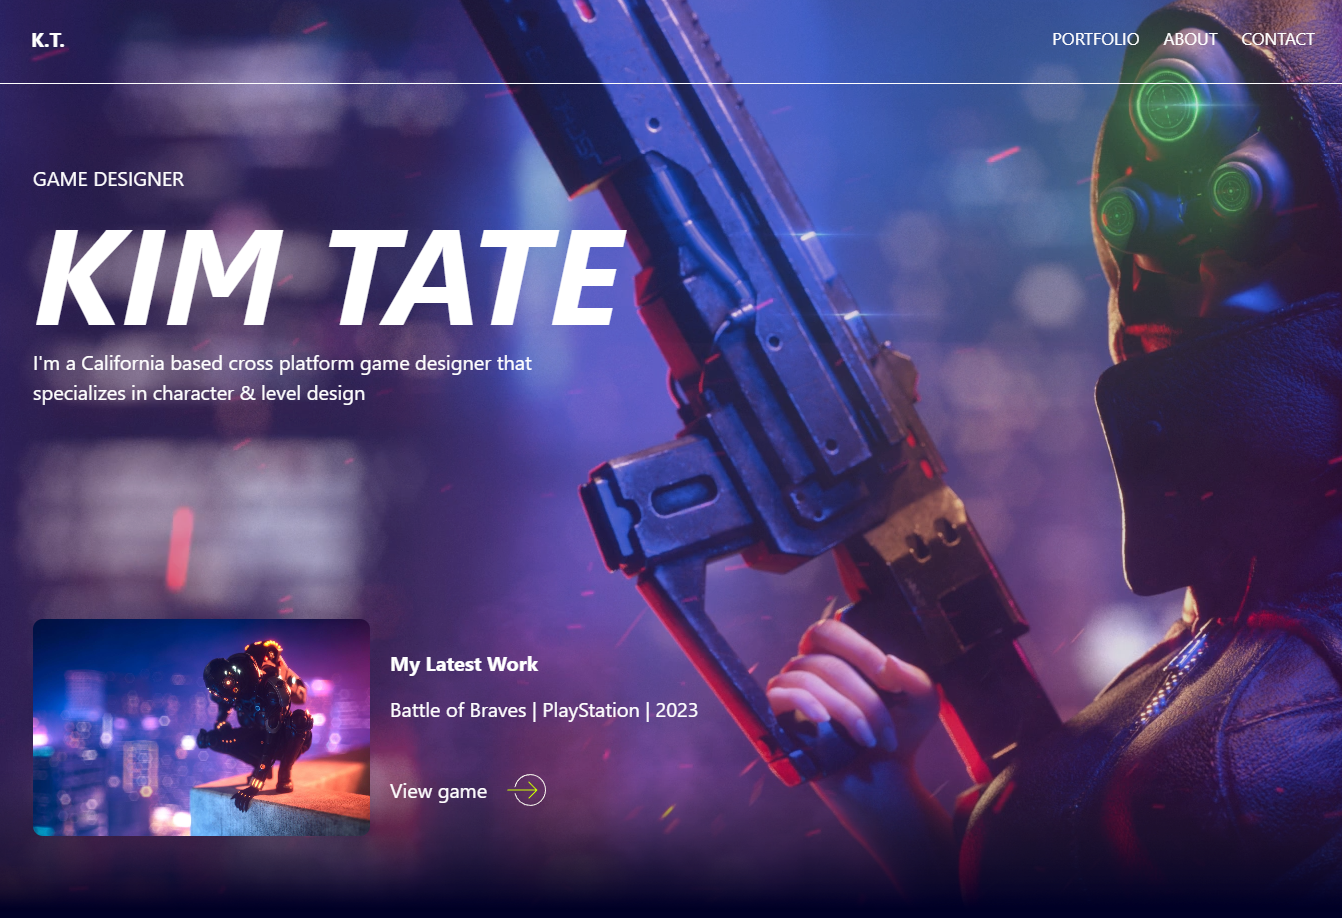 K.T.
PORTFOLIO ABOUT CONTACT
GAME DESIGNER
KIM TATE
I'm a California based cross platform game designer that
specializes in character & level design
My Latest Work
Battle of Braves | PlayStation | 2023
View game